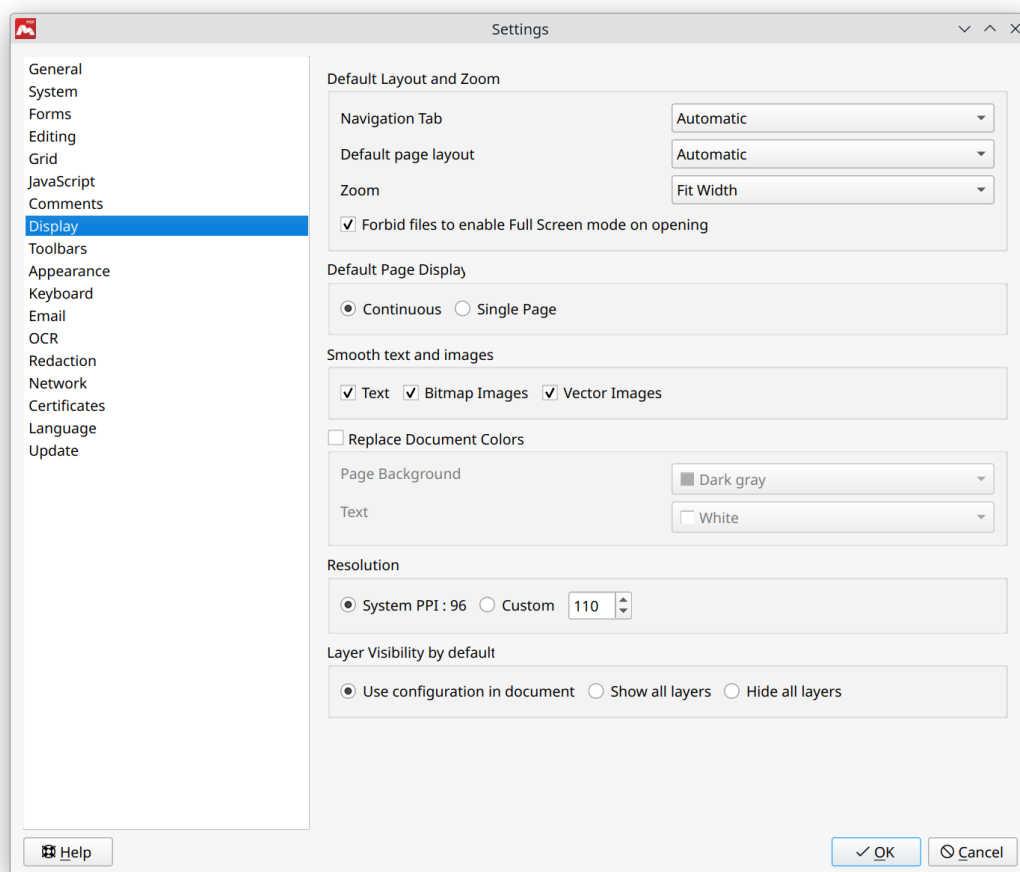 PDF
Settings
General
System
Forms
Editing
Grid
JavaScript
Comments
Display
Toolbars
Appearance
Keyboard
Email
OCR
Redaction
Network
Certificates
Language
Update
Default Layout and Zoom
Navigation Tab Automatic
Default page layout Automatic
Zoom Fit Width
Forbid files to enable Full Screen mode on opening
Default Page Display
Continuous Single Page
Smooth text and images
Text Bitmap Images Vector Images
Replace Document Colors
Page Background Dark gray
Text White
Resolution
System PPI : 96 Custom 110
Layer Visibility by default
Use configuration in document Show all layers Hide all layers
Help OK Cancel